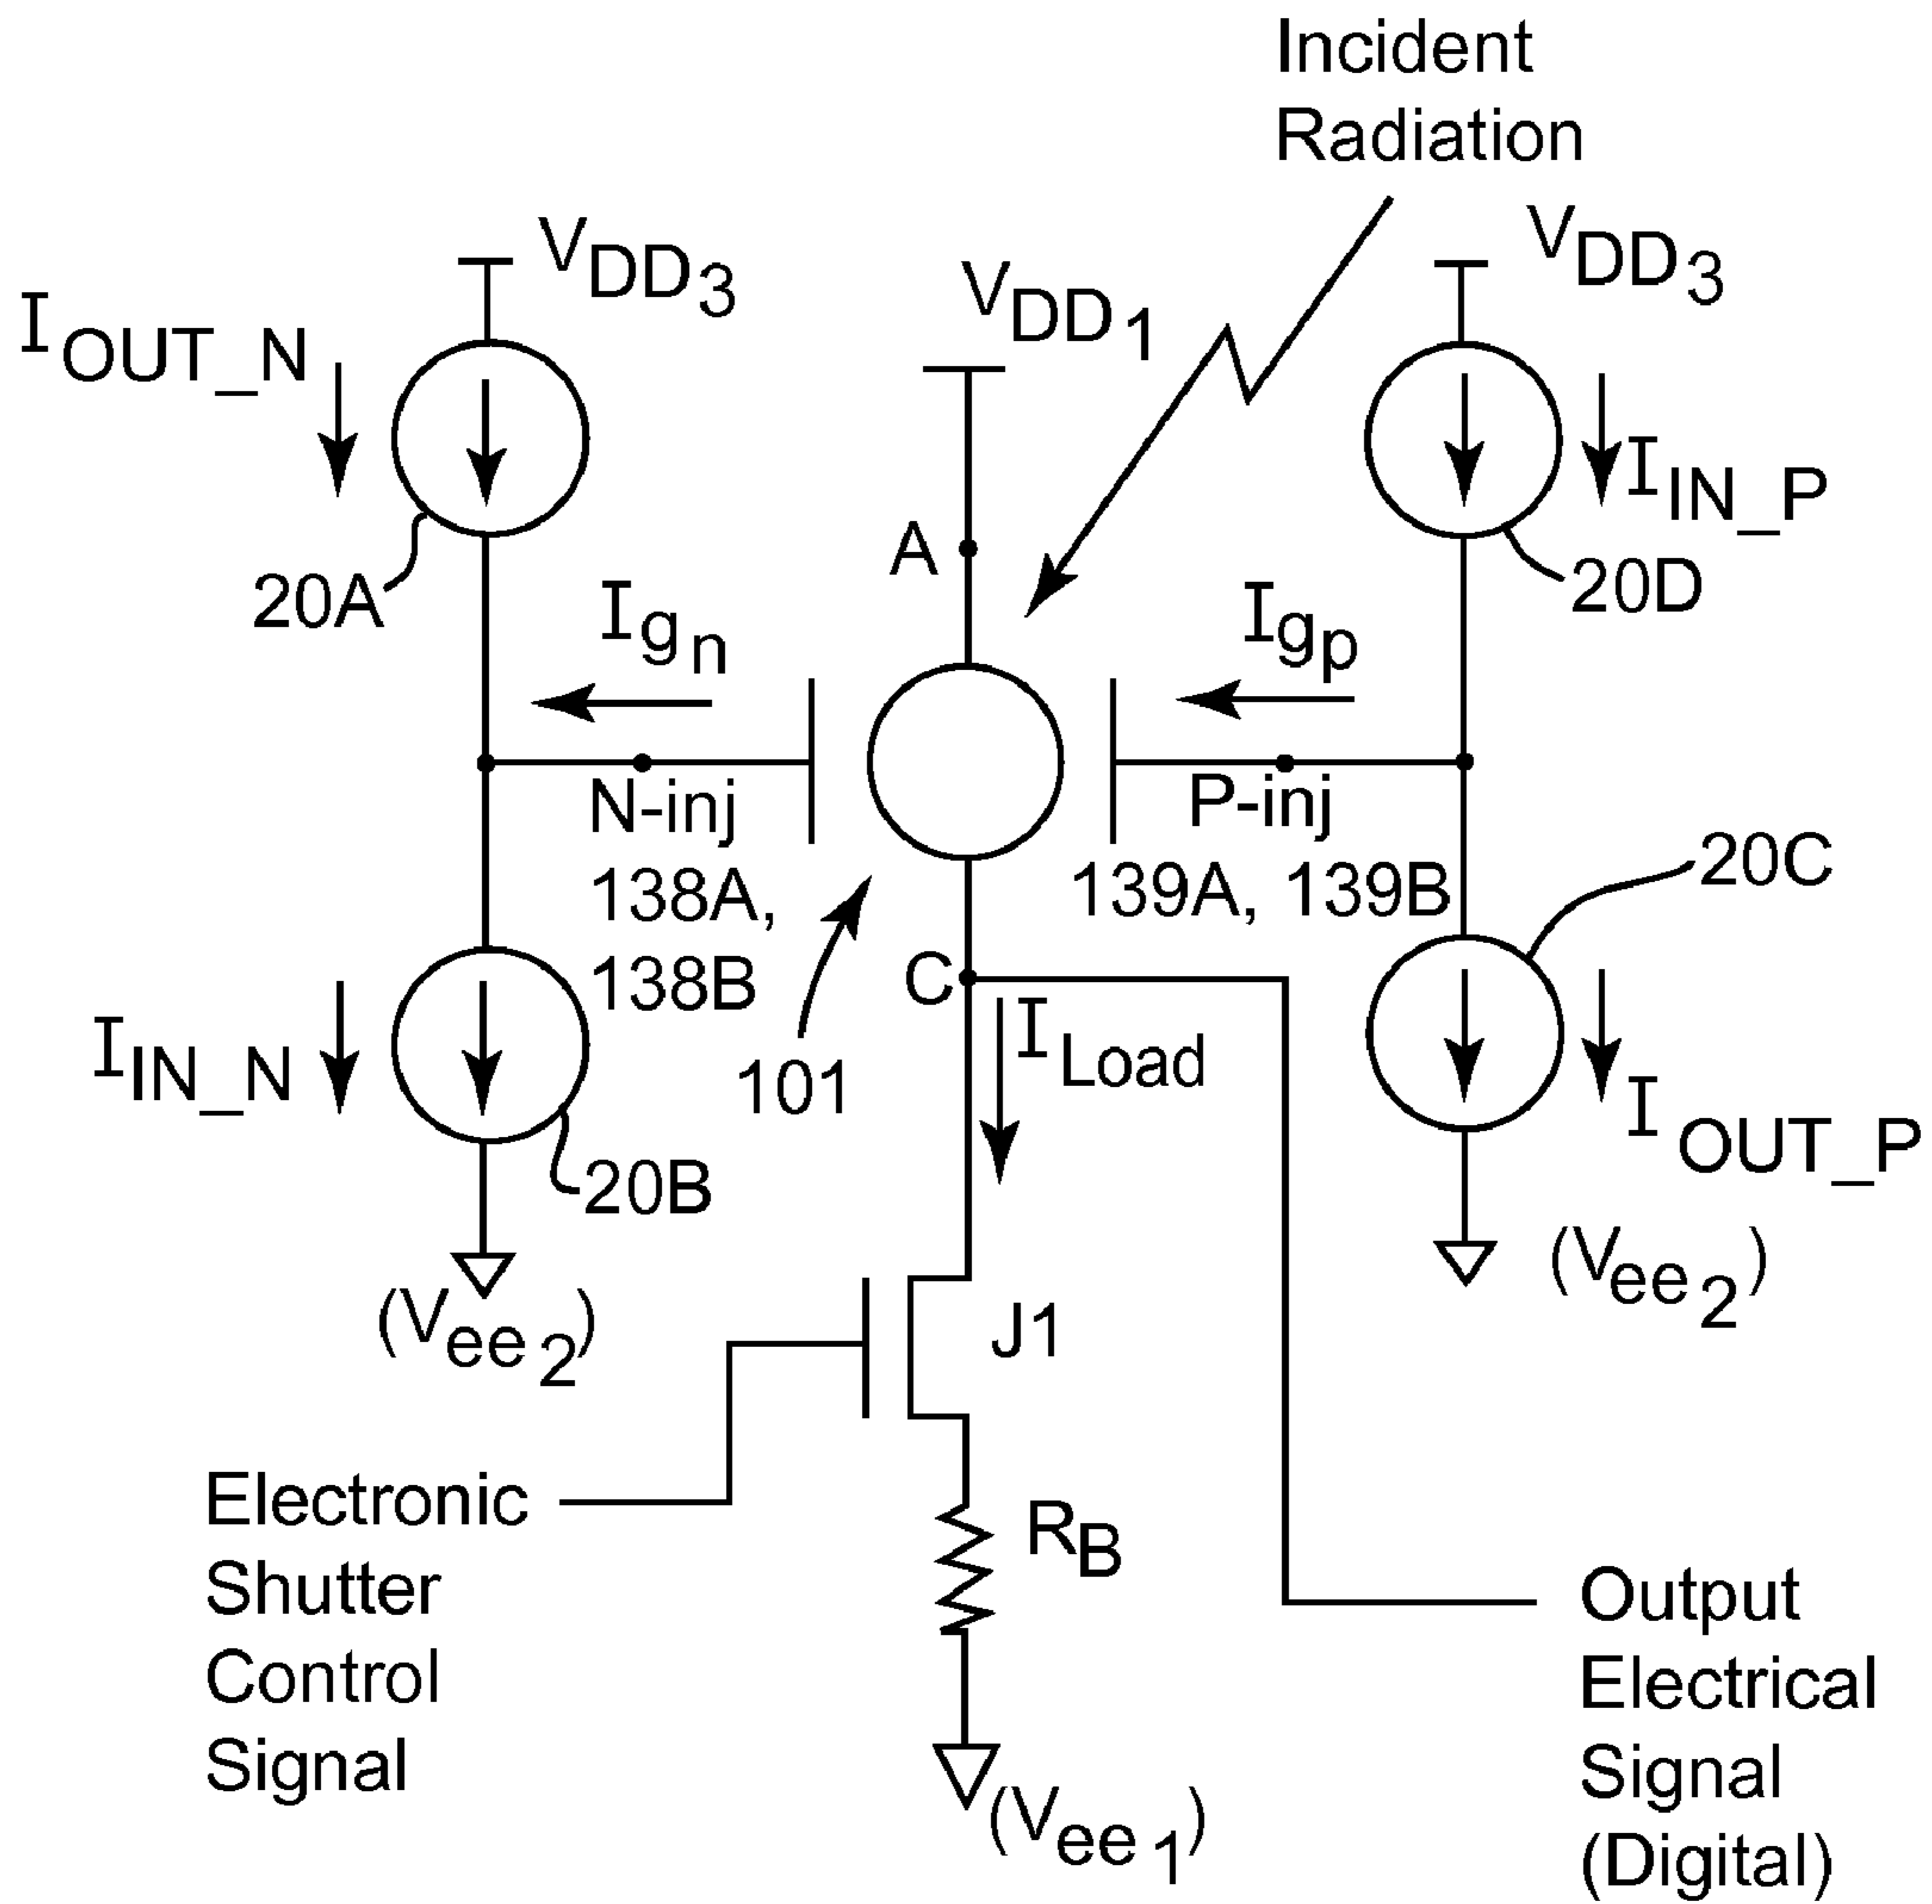 Incident
Radiation
VDD3
VDD1
VDD3
IOUT_N
IIN_P
A
20A
20D
Ign
Igp
N-inj
P-inj
138A,
138B
139A, 139B
20C
C
ILoad
IIN_N
101
IOUT_P
20B
(Vee2)
(Vee2)
J1
Electronic
Shutter
Control
Signal
RB
Output
Electrical
Signal
(Digital)
(Vee1)